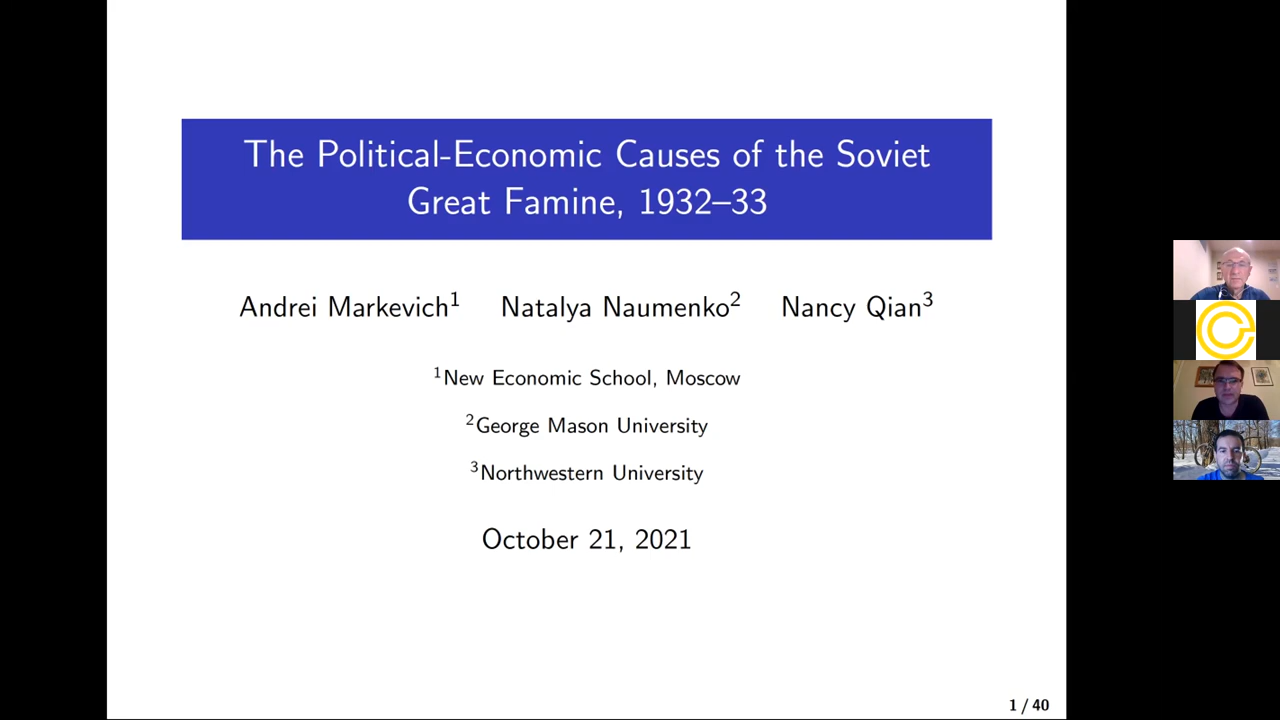 The Political-Economic Causes of the Soviet
Great Famine, 1932–33
Andrei Markevich¹ Natalya Naumenko² Nancy Qian³
¹New Economic School, Moscow
²George Mason University
³Northwestern University
October 21, 2021
1 / 40